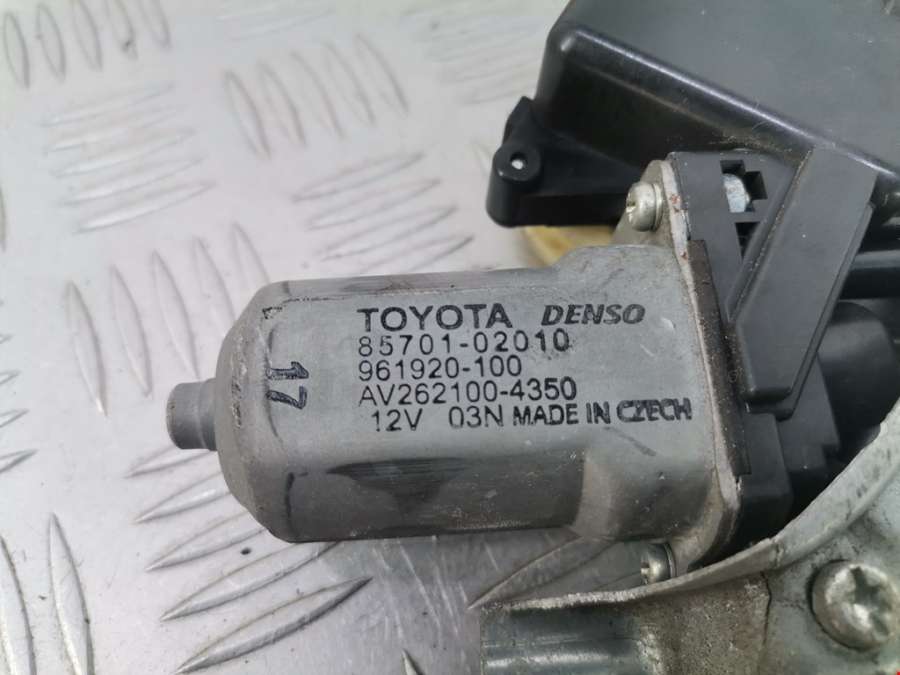 TOYOTA DENSO
85701-02010
961920-100
AV262100-4350
12V 03N MADE IN CZECH
17